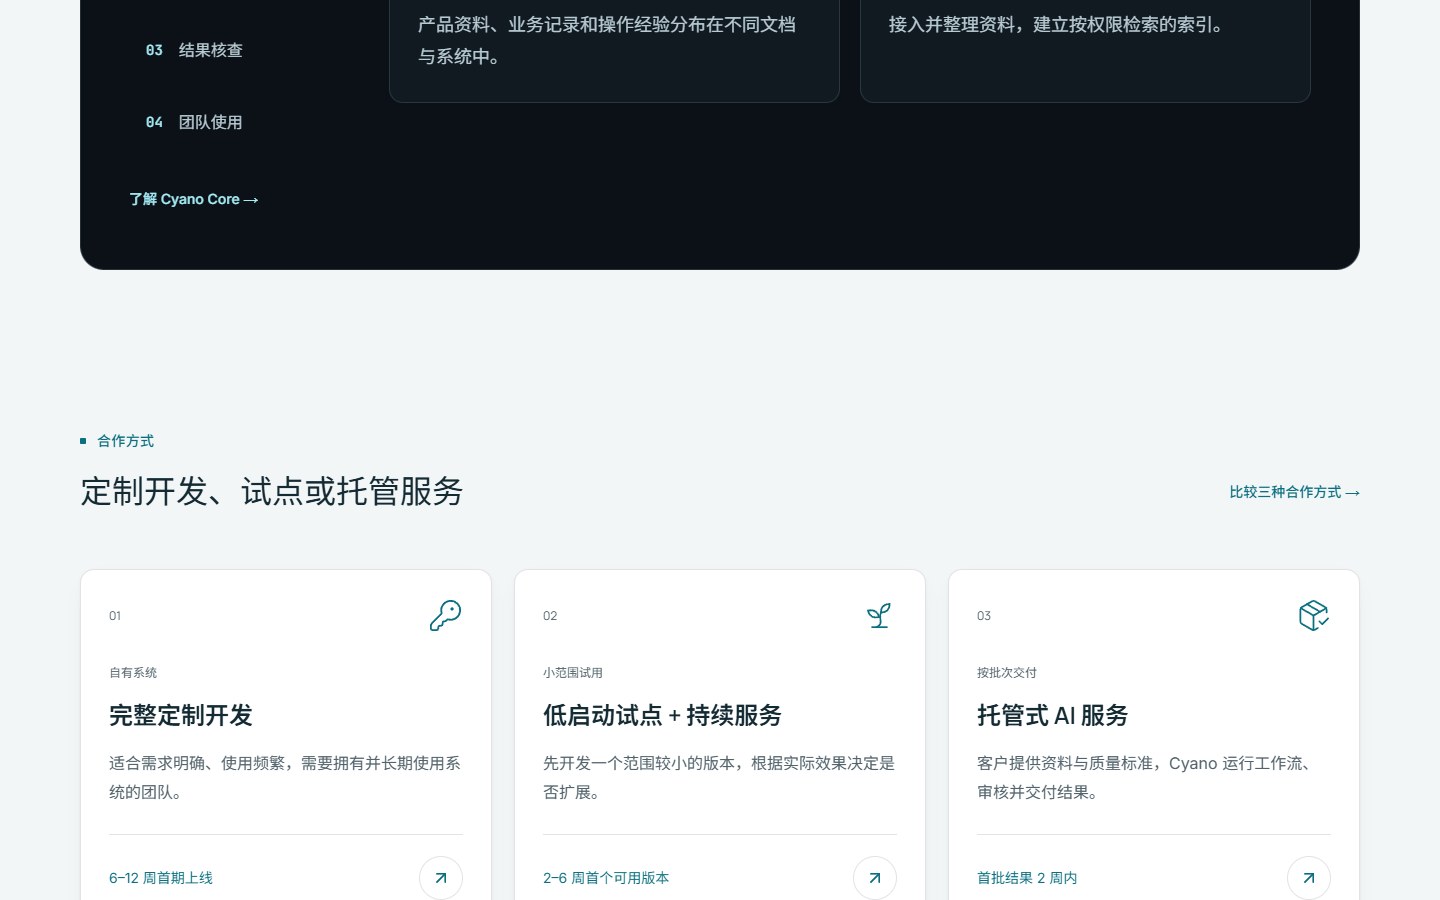 产品资料、业务记录和操作经验分布在不同文档
与系统中。
接入并整理资料，建立按权限检索的索引。
03 结果核查
04 团队使用
了解 Cyano Core →
合作方式
定制开发、试点或托管服务
比较三种合作方式 →
01
自有系统
完整定制开发
适合需求明确、使用频繁，需要拥有并长期使用系
统的团队。
6–12 周首期上线
02
小范围试用
低启动试点 + 持续服务
先开发一个范围较小的版本，根据实际效果决定是
否扩展。
2–6 周首个可用版本
03
按批次交付
托管式 AI 服务
客户提供资料与质量标准，Cyano 运行工作流、
审核并交付结果。
首批结果 2 周内